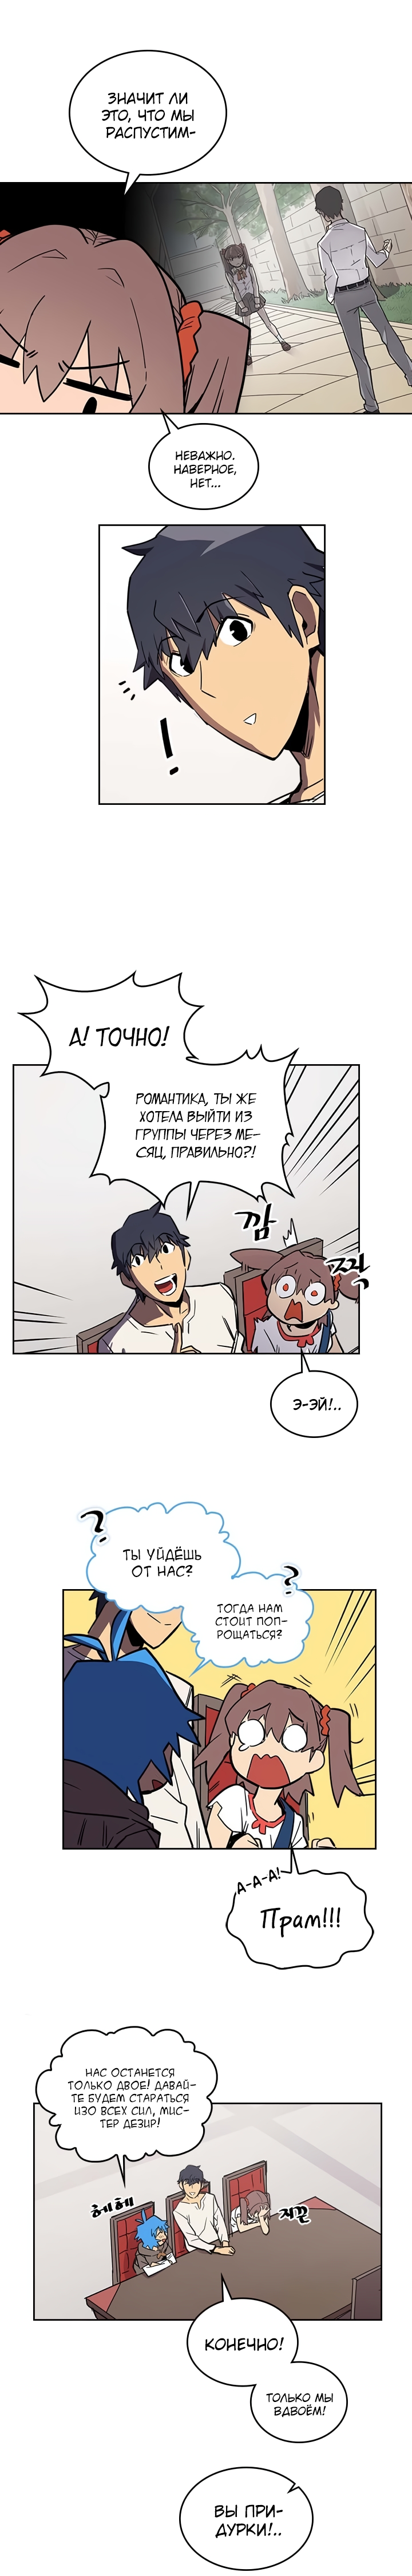 ЗНАЧИТ ЛИ
ЭТО, ЧТО МЫ
РАСПУСТИМ-
НЕВАЖНО.
НАВЕРНОЕ,
НЕТ...
А! ТОЧНО!
РОМАНТИКА, ТЫ ЖЕ
ХОТЕЛА ВЫЙТИ ИЗ
ГРУППЫ ЧЕРЕЗ МЕ-
СЯЦ, ПРАВИЛЬНО?!
깜
찍
Э-ЭЙ!..
?
ТЫ УЙДЁШЬ
ОТ НАС?
?
ТОГДА НАМ
СТОИТ ПОП-
РОЩАТЬСЯ?
А-А-А!
Прам!!!
НАС ОСТАНЕТСЯ
ТОЛЬКО ДВОЕ! ДАВАЙ-
ТЕ БУДЕМ СТАРАТЬСЯ
ИЗО ВСЕХ СИЛ, МИС-
ТЕР ДЕЗИР!
헤헤
지끈
КОНЕЧНО!
ТОЛЬКО МЫ
ВДВОЁМ!
ВЫ ПРИ-
ДУРКИ!..